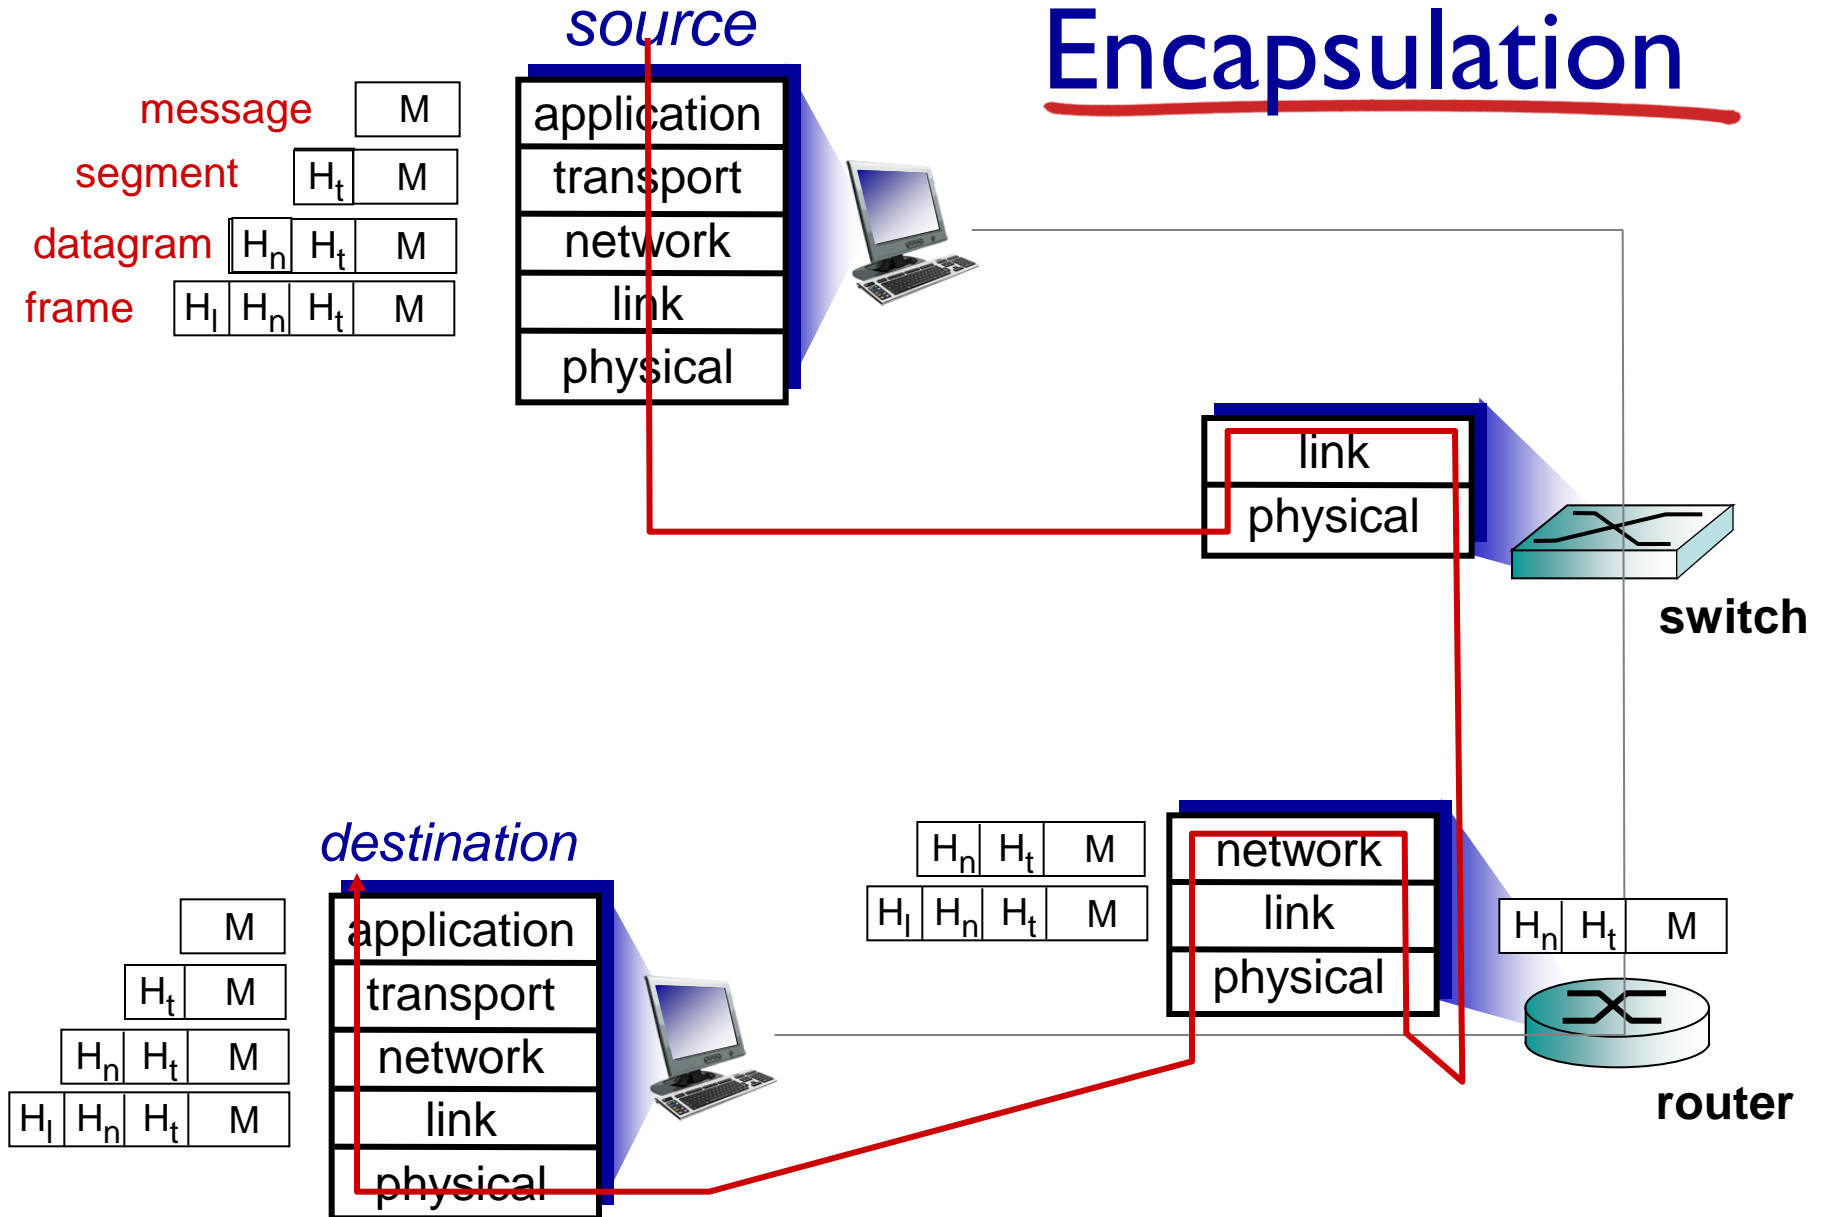 source
Encapsulation
message M
segment Ht M
datagram Hn Ht M
frame Hl Hn Ht M
application
transport
network
link
physical
link
physical
switch
destination
M
Ht M
Hn Ht M
Hl Hn Ht M
application
transport
network
link
physical
Hn Ht M
Hl Hn Ht M
network
link
physical
Hn Ht M
router